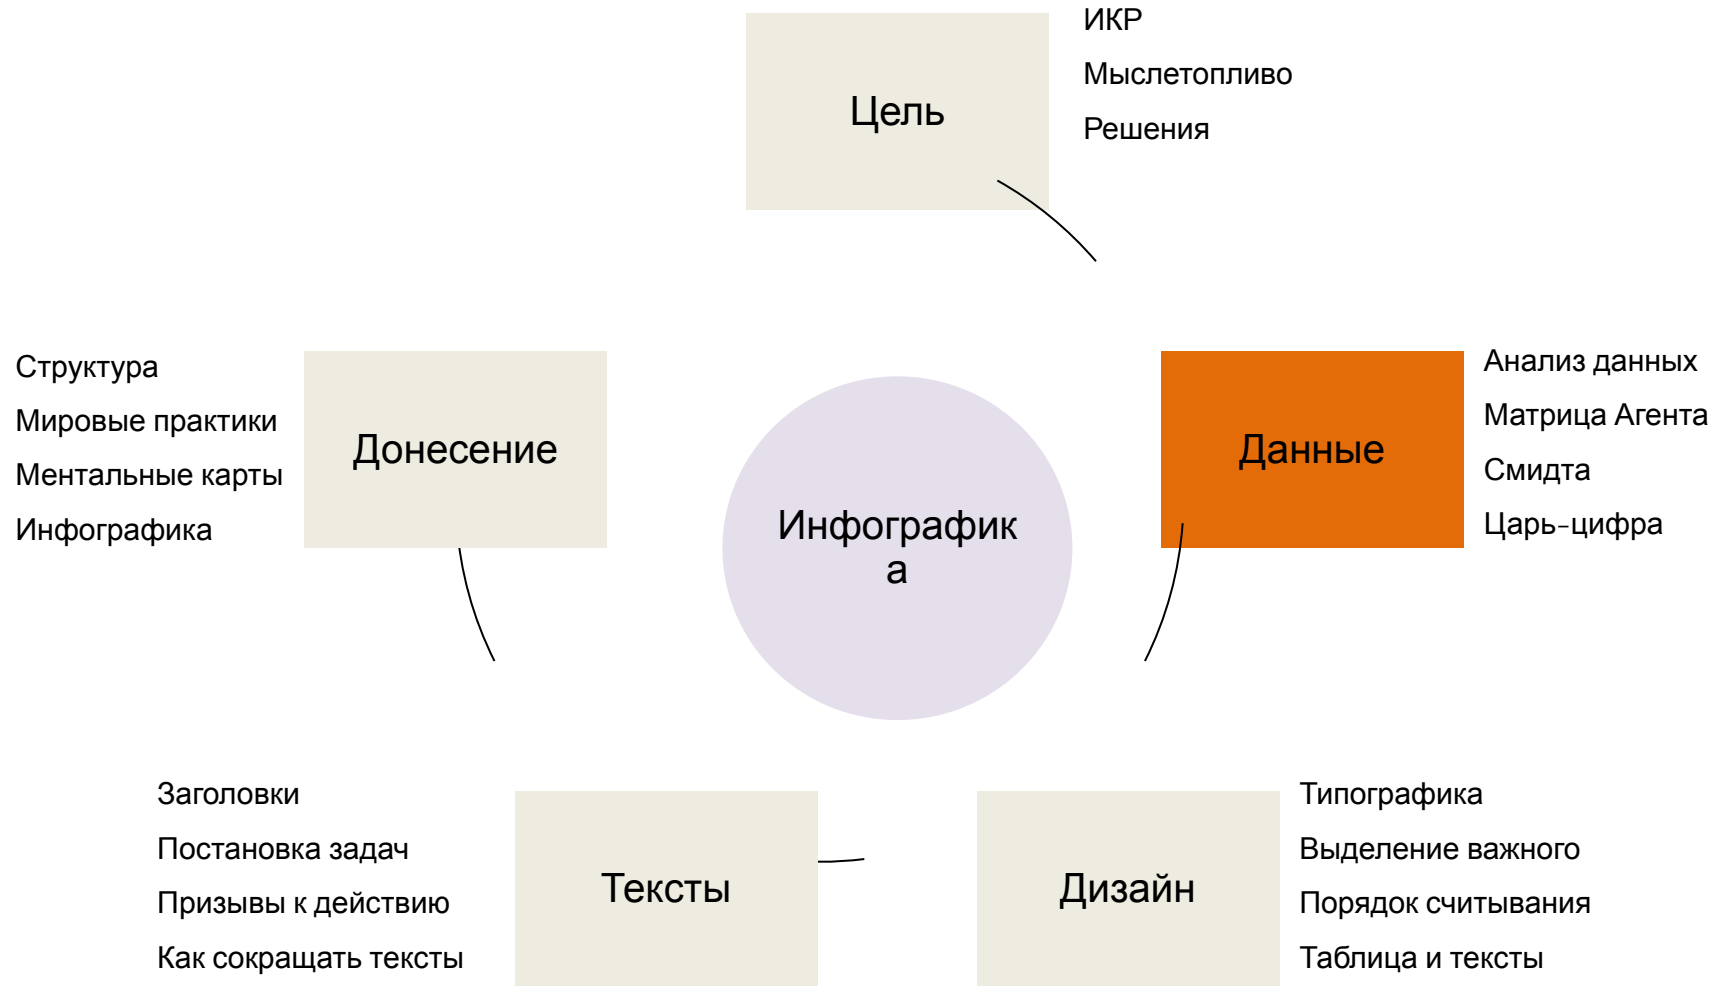 Цель
ИКР
Мыслетопливо
Решения
Данные
Анализ данных
Матрица Агента
Смидта
Царь-цифра
Дизайн
Типографика
Выделение важного
Порядок считывания
Таблица и тексты
Тексты
Заголовки
Постановка задач
Призывы к действию
Как сокращать тексты
Донесение
Структура
Мировые практики
Ментальные карты
Инфографика
Инфографик
а